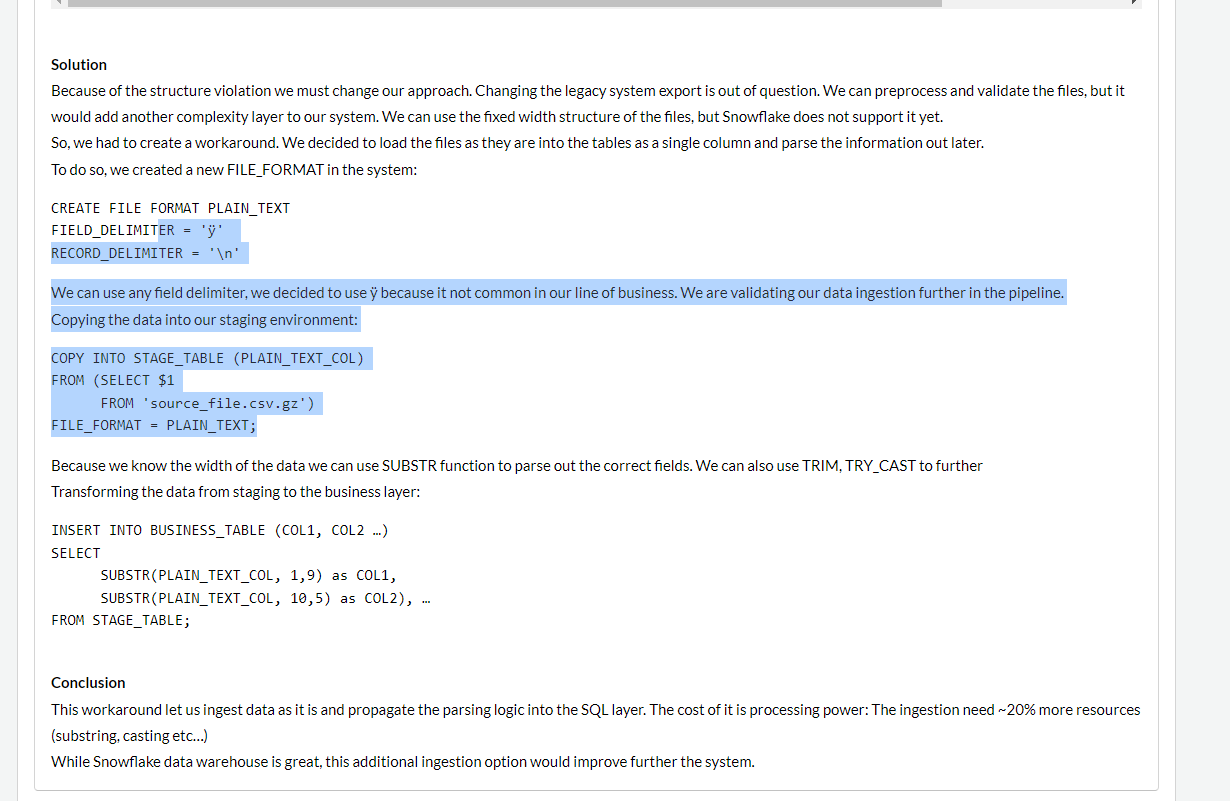 Solution
Because of the structure violation we must change our approach. Changing the legacy system export is out of question. We can preprocess and validate the files, but it
would add another complexity layer to our system. We can use the fixed width structure of the files, but Snowflake does not support it yet.
So, we had to create a workaround. We decided to load the files as they are into the tables as a single column and parse the information out later.
To do so, we created a new FILE_FORMAT in the system:
CREATE FILE FORMAT PLAIN_TEXT
FIELD_DELIMITER = 'ÿ'
RECORD_DELIMITER = '\n'
We can use any field delimiter, we decided to use ÿ because it not common in our line of business. We are validating our data ingestion further in the pipeline.
Copying the data into our staging environment:
COPY INTO STAGE_TABLE (PLAIN_TEXT_COL)
FROM (SELECT $1
FROM 'source_file.csv.gz')
FILE_FORMAT = PLAIN_TEXT;
Because we know the width of the data we can use SUBSTR function to parse out the correct fields. We can also use TRIM, TRY_CAST to further
Transforming the data from staging to the business layer:
INSERT INTO BUSINESS_TABLE (COL1, COL2 …)
SELECT
SUBSTR(PLAIN_TEXT_COL, 1,9) as COL1,
SUBSTR(PLAIN_TEXT_COL, 10,5) as COL2), …
FROM STAGE_TABLE;
Conclusion
This workaround let us ingest data as it is and propagate the parsing logic into the SQL layer. The cost of it is processing power: The ingestion need ~20% more resources
(substring, casting etc...)
While Snowflake data warehouse is great, this additional ingestion option would improve further the system.